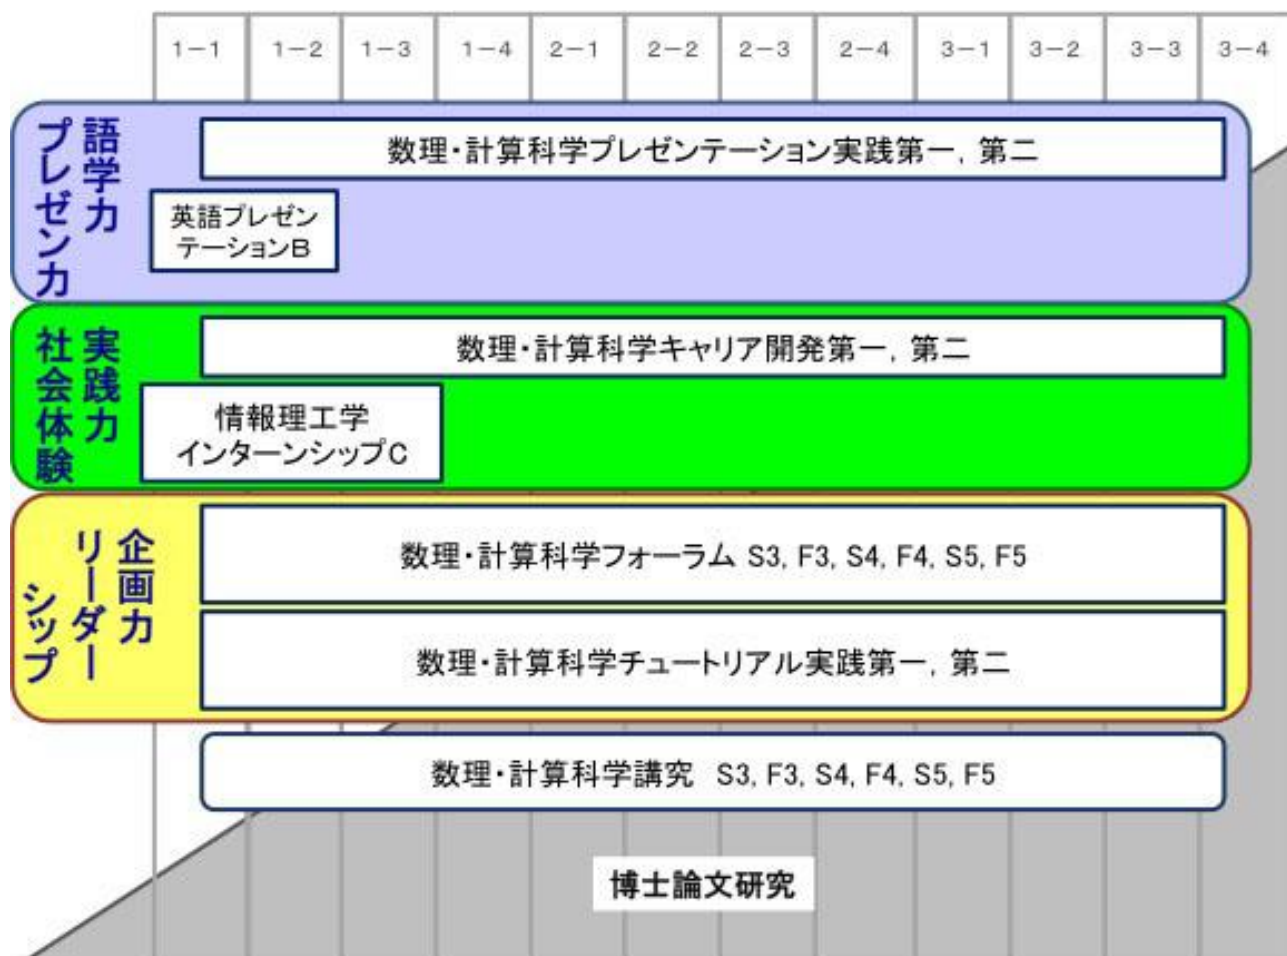 1－1 1－2 1－3 1－4 2－1 2－2 2－3 2－4 3－1 3－2 3－3 3－4
語学力
プレゼン力
数理・計算科学プレゼンテーション実践第一, 第二
英語プレゼン
テーションB
実践力
社会体験
数理・計算科学キャリア開発第一, 第二
情報理工学
インターンシップC
企画力
リーダー
シップ
数理・計算科学フォーラム S3, F3, S4, F4, S5, F5
数理・計算科学チュートリアル実践第一, 第二
数理・計算科学講究 S3, F3, S4, F4, S5, F5
博士論文研究